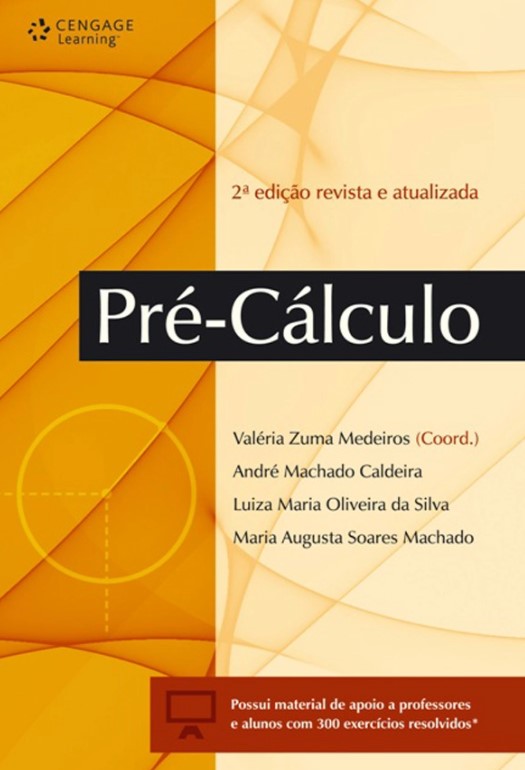 CENGAGE
Learning™
2ª edição revista e atualizada
Pré-Cálculo
Valéria Zuma Medeiros (Coord.)
André Machado Caldeira
Luiza Maria Oliveira da Silva
Maria Augusta Soares Machado
Possui material de apoio a professores
e alunos com 300 exercícios resolvidos*